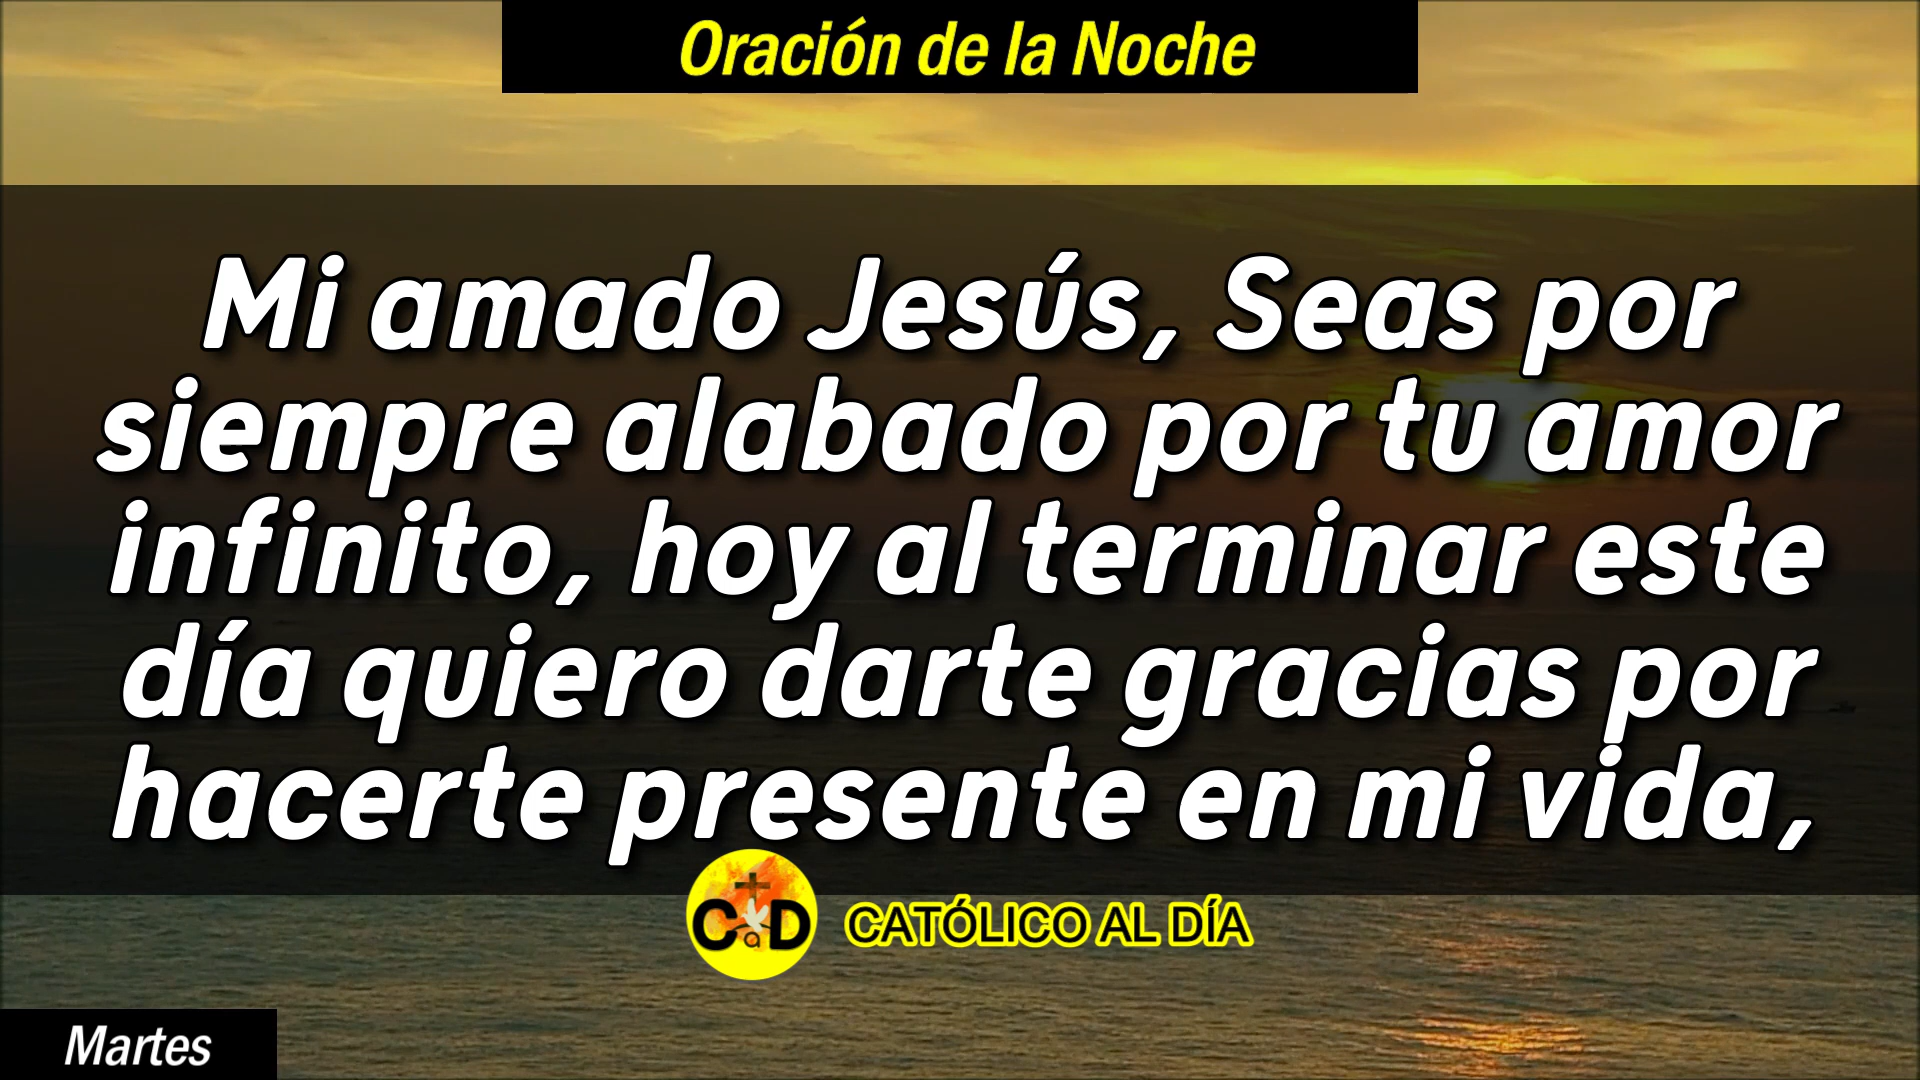 Oración de la Noche
Mi amado Jesús, Seas por
siempre alabado por tu amor
infinito, hoy al terminar este
día quiero darte gracias por
hacerte presente en mi vida,
CaD CATÓLICO AL DÍA
Martes